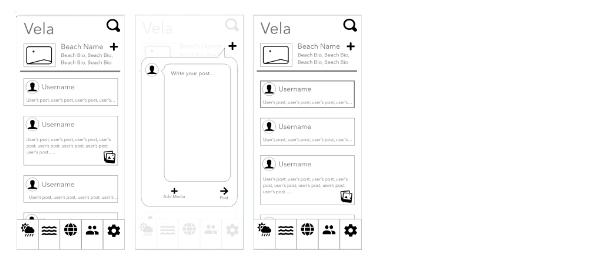 Vela
Beach Name
Beach Bio, Beach Bio,
Beach Bio, Beach Bio
Username
User's post, user's post, user's post, user's...
Username
User's post, user's post, user's post, user's
post, user's post, user's post, user's post,
user's post ....
Username
User's post, user's post, user's post, user's...
Vela
Beach Name
Write your post...
Add Media
Post
Vela
Beach Name
Beach Bio, Beach Bio,
Beach Bio, Beach Bio
Username
User's post, user's post, user's post, user's...
Username
User's post, user's post, user's post, user's...
Username
User's post, user's post, user's post, user's
post, user's post, user's post, user's post,
user's post ....